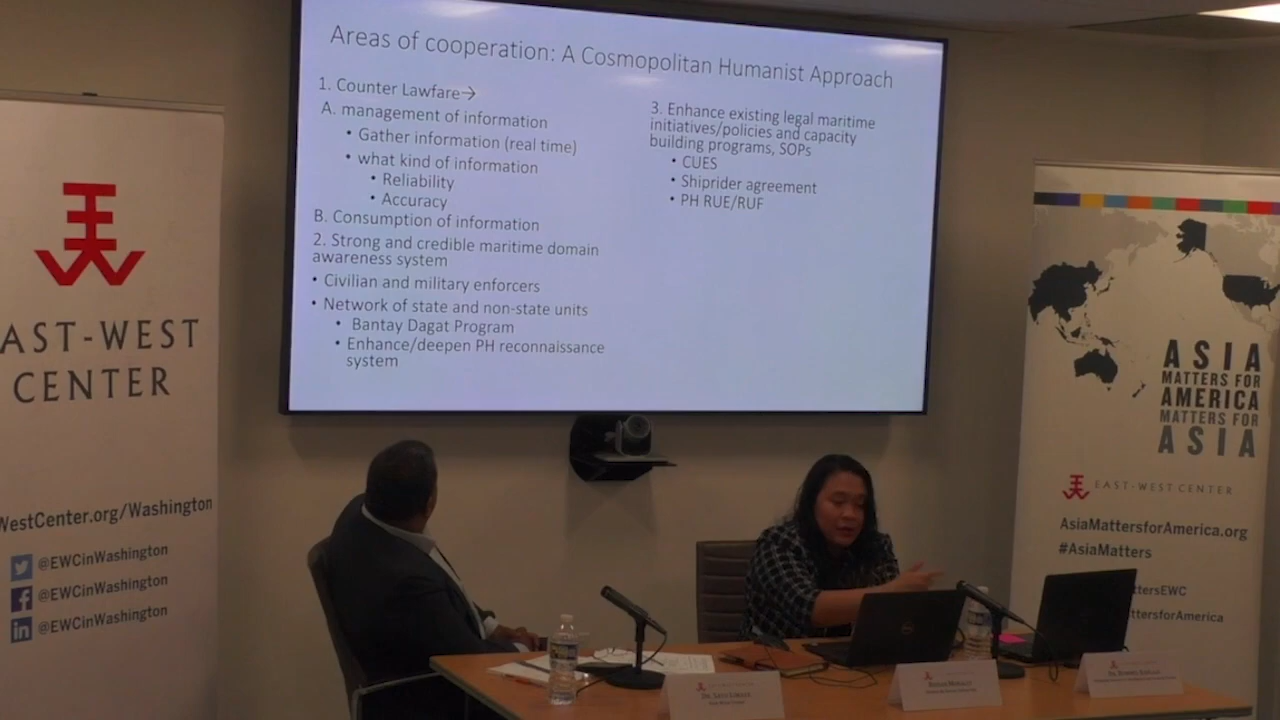 Areas of cooperation: A Cosmopolitan Humanist Approach
1. Counter Lawfare→
A. management of information
• Gather information (real time)
• what kind of information
• Reliability
• Accuracy
B. Consumption of information
2. Strong and credible maritime domain
awareness system
• Civilian and military enforcers
• Network of state and non-state units
• Bantay Dagat Program
• Enhance/deepen PH reconnaissance
system
3. Enhance existing legal maritime
initiatives/policies and capacity
building programs, SOPs
• CUES
• Shiprider agreement
• PH RUE/RUF
AST-WEST
CENTER
WestCenter.org/Washington
@EWCinWashington
@EWCinWashington
in @EWCinWashington
ASIA
MATTERS FOR
AMERICA
MATTERS FOR
ASIA
EAST-WEST CENTER
AsiaMattersforAmerica.org
#AsiaMatters
ttersEWC
ttersforAmerica